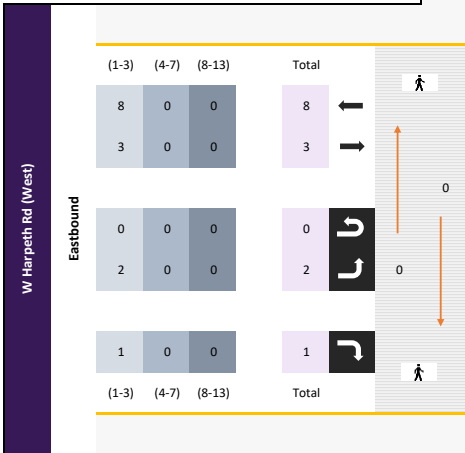 W Harpeth Rd (West)
Eastbound
(1-3) (4-7) (8-13) Total
8 0 0 8
3 0 0 3
0
0 0 0 0
2 0 0 2 0
1 0 0 1
(1-3) (4-7) (8-13) Total